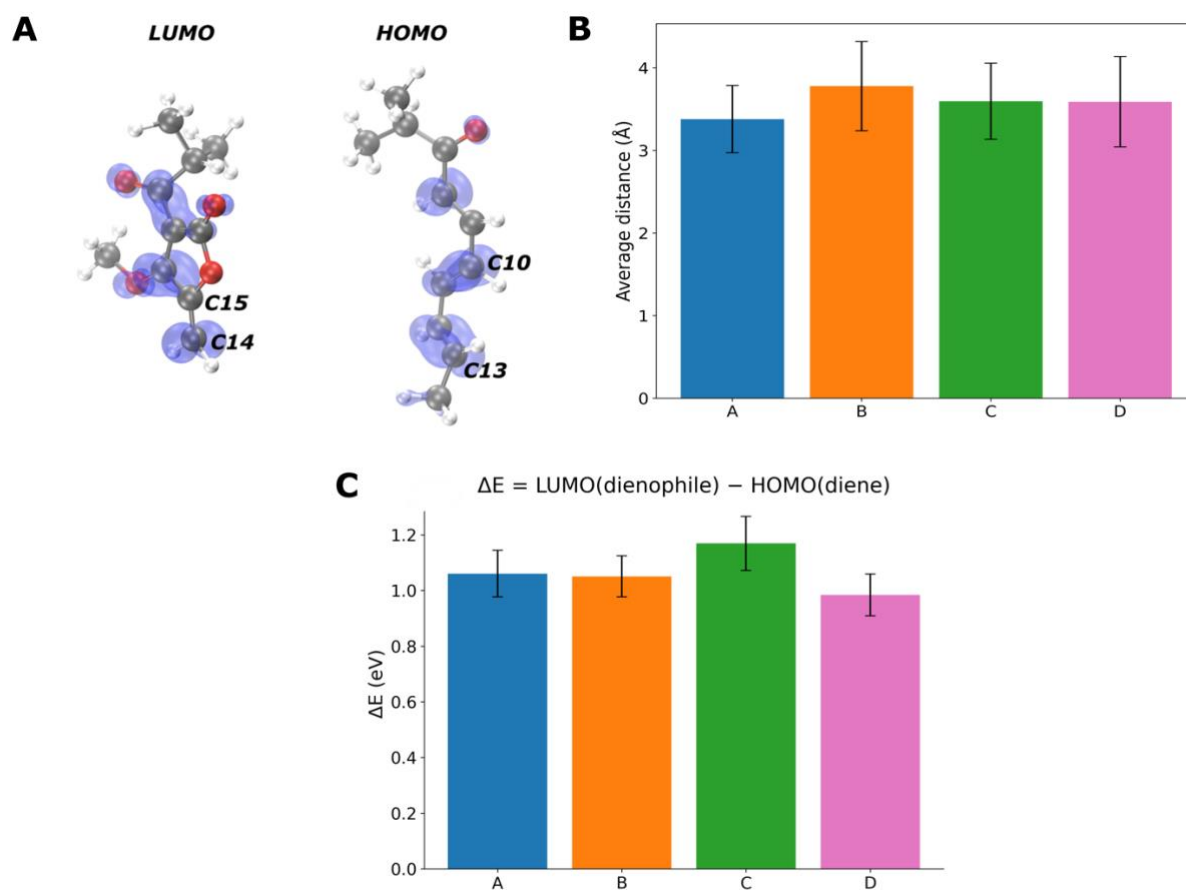 A
LUMO
HOMO
C15
C14
C10
C13
B
Average distance (Å)
4
3
2
1
0
A B C D
C
ΔE = LUMO(dienophile) − HOMO(diene)
ΔE (eV)
1.2
1.0
0.8
0.6
0.4
0.2
0.0
A B C D